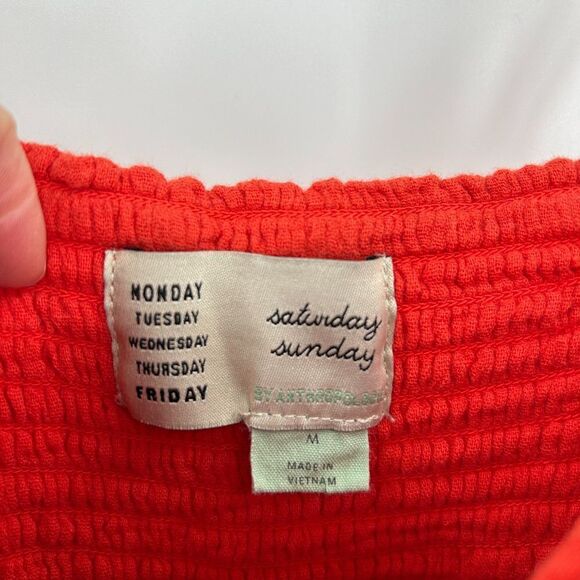 MONDAY
TUESDAY
WEDNESDAY
THURSDAY
FRIDAY
saturday
sunday
BY ANTHROPOLOGIE
M
MADE IN
VIETNAM